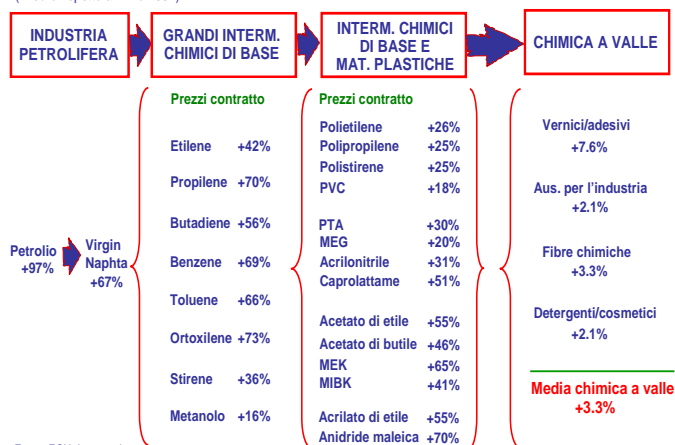 INDUSTRIA
PETROLIFERA
GRANDI INTERM.
CHIMICI DI BASE
INTERM. CHIMICI
DI BASE E
MAT. PLASTICHE
CHIMICA A VALLE
Petrolio
+97%
Virgin
Naphta
+67%
Prezzi contratto
Etilene +42%
Propilene +70%
Butadiene +56%
Benzene +69%
Toluene +66%
Ortoxilene +73%
Stirene +36%
Metanolo +16%
Prezzi contratto
Polietilene +26%
Polipropilene +25%
Polistirene +25%
PVC +18%
PTA +30%
MEG +20%
Acrilonitrile +31%
Caprolattame +51%
Acetato di etile +55%
Acetato di butile +46%
MEK +65%
MIBK +41%
Acrilato di etile +55%
Anidride maleica +70%
Vernici/adesivi
+7.6%
Aus. per l'industria
+2.1%
Fibre chimiche
+3.3%
Detergenti/cosmetici
+2.1%
Media chimica a valle
+3.3%